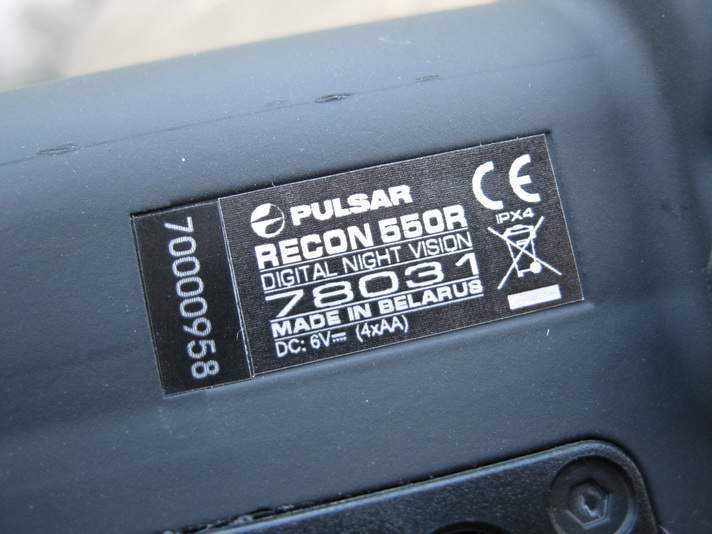 70000958
PULSAR
RECON 550R
DIGITAL NIGHT VISION
78031
MADE IN BELARUS
DC: 6V⎓ (4xAA)
CE
IPX4